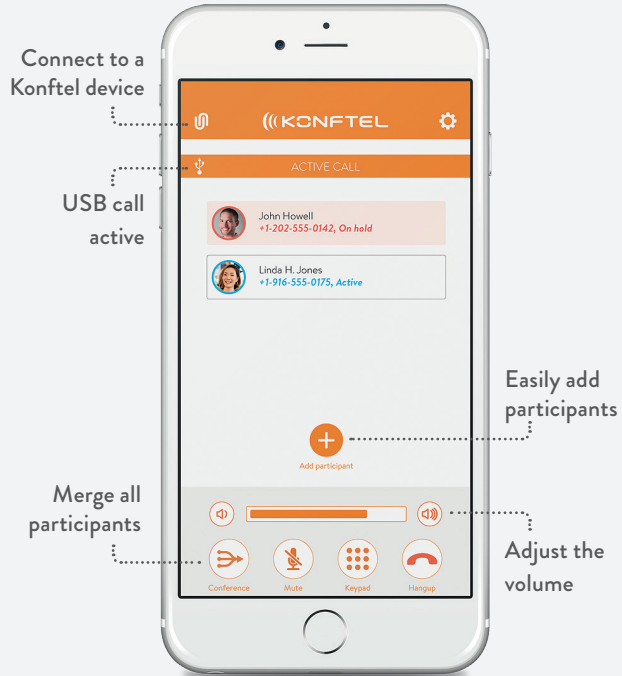 Connect to a
Konftel device
KONFTEL
ACTIVE CALL
USB call
active
John Howell
+1-202-555-0142, On hold
Linda H. Jones
+1-916-555-0175, Active
Easily add
participants
Add participant
Merge all
participants
Adjust the
volume
Conference
Mute
Keypad
Hangup